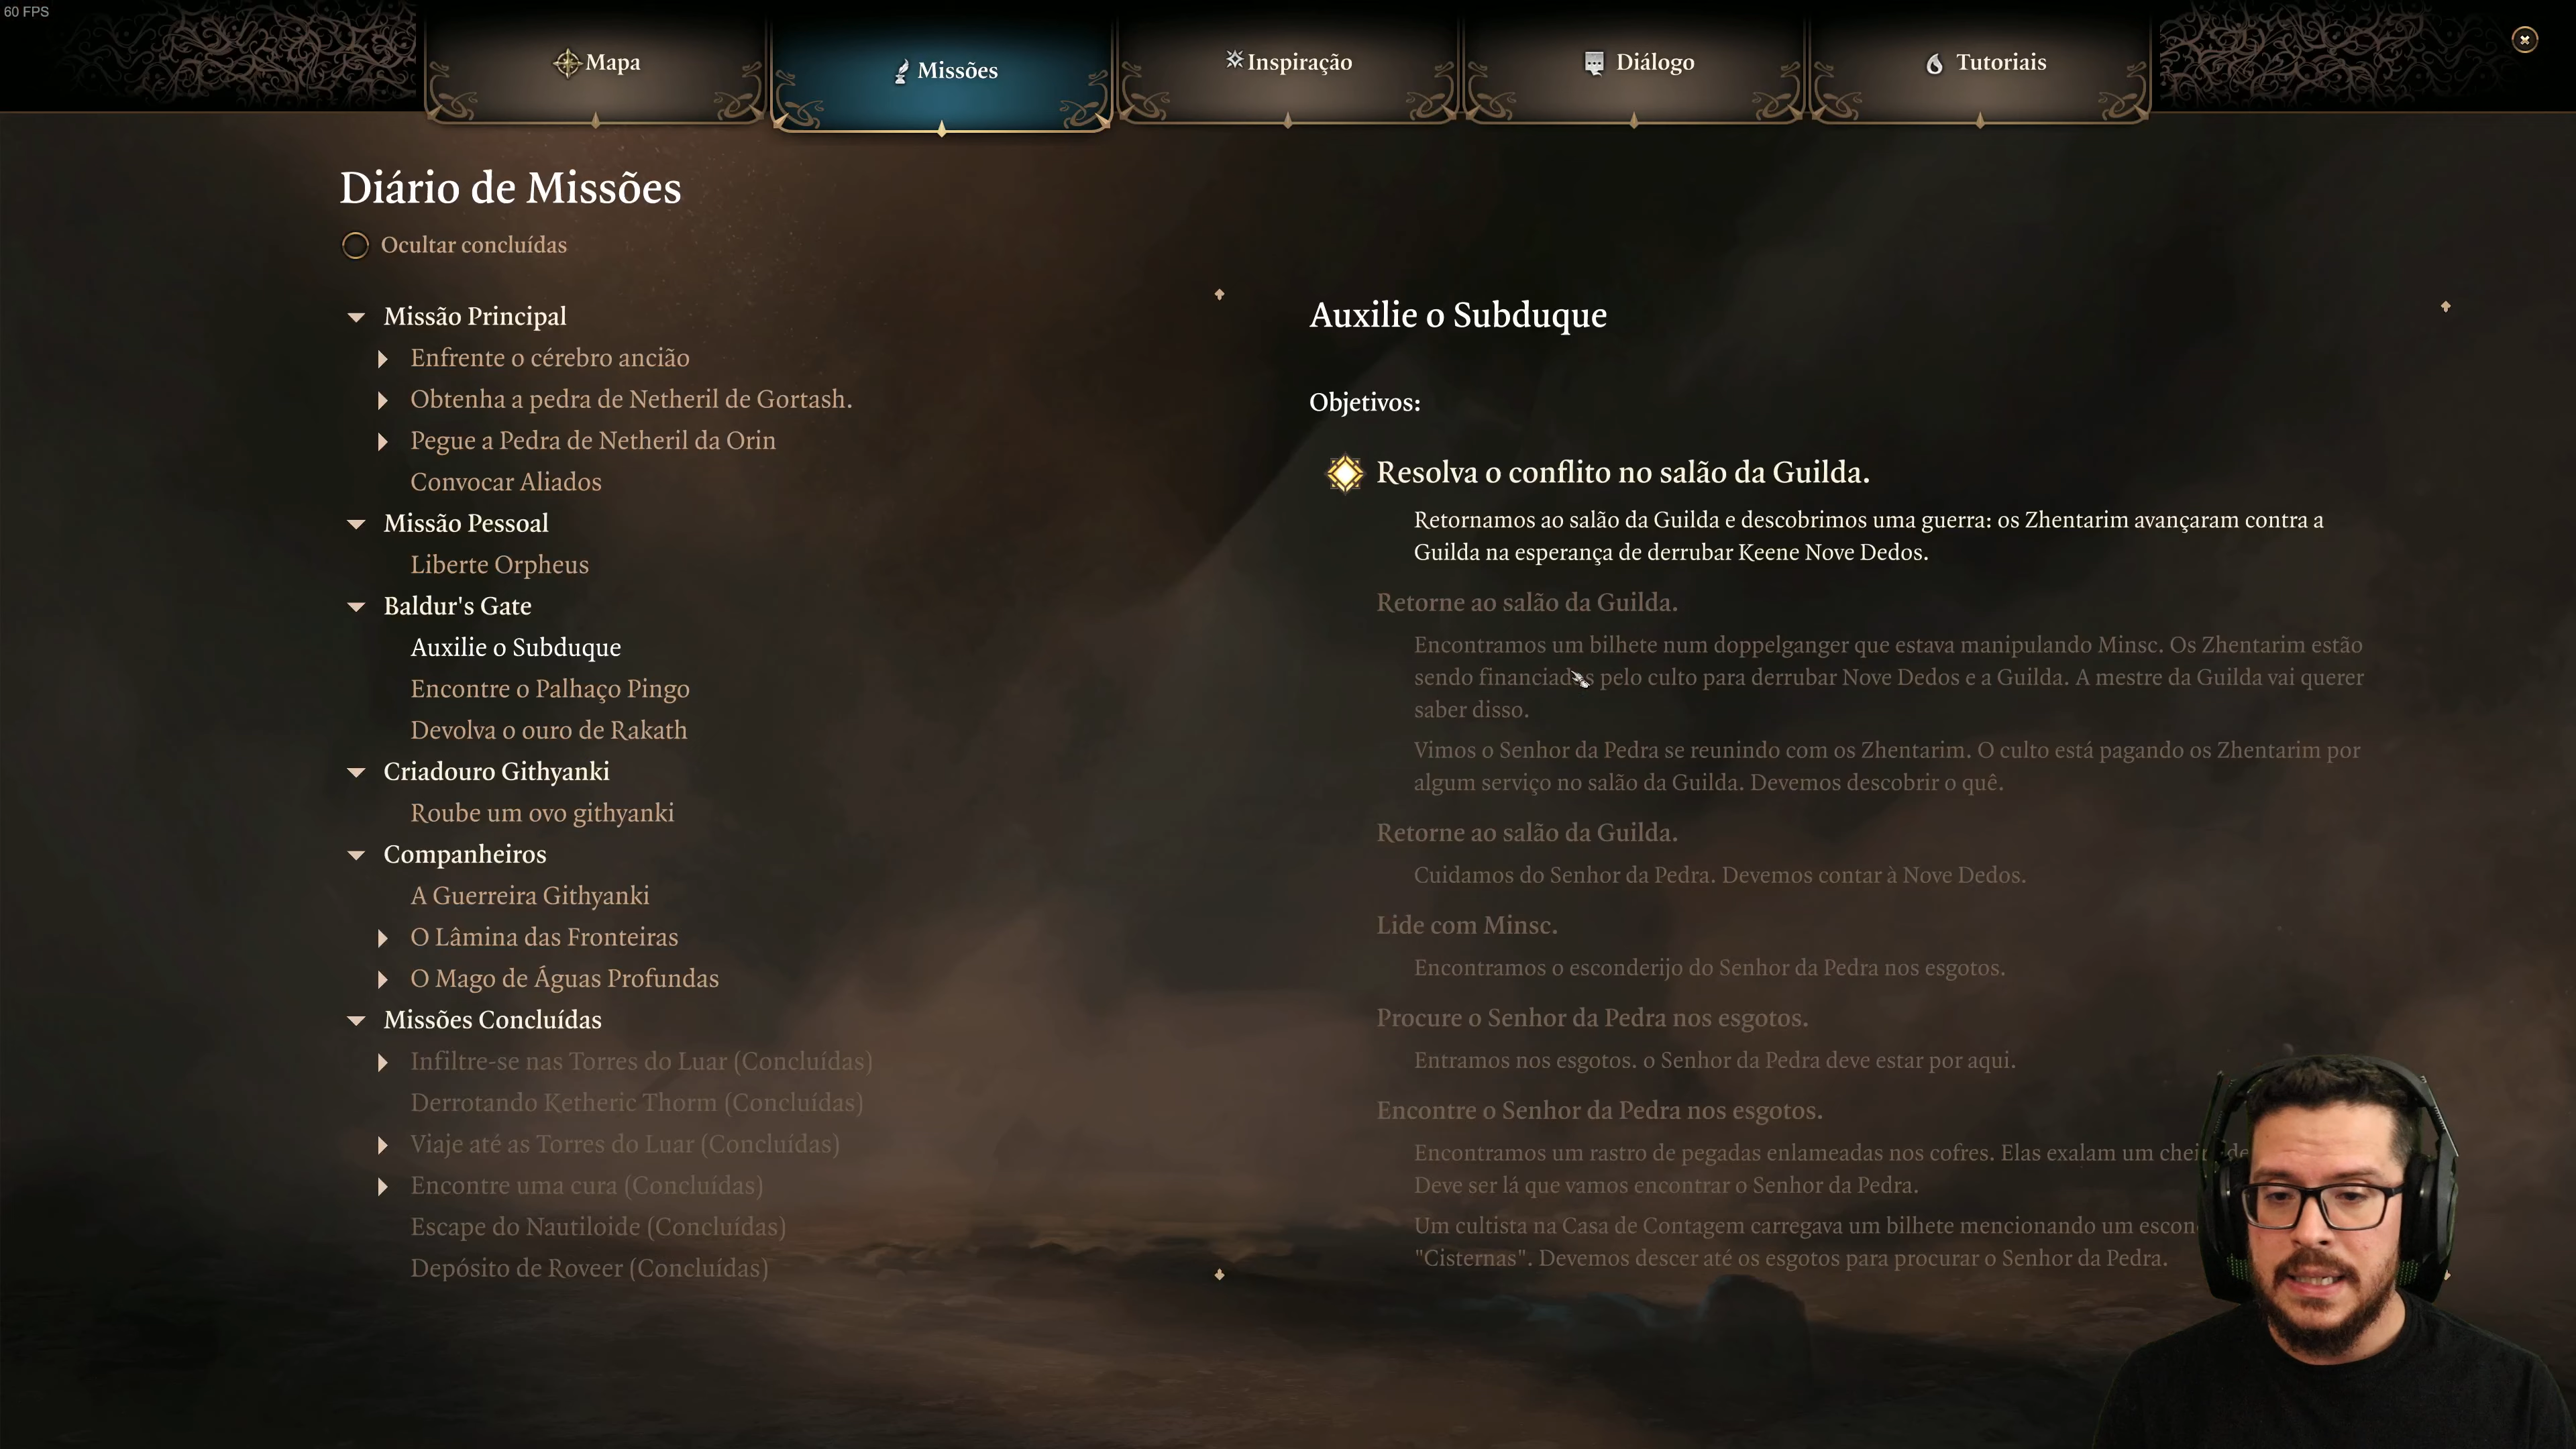 60 FPS
Mapa
Missões
Inspiração
Diálogo
Tutoriais
Diário de Missões
Ocultar concluídas
Missão Principal
Enfrente o cérebro ancião
Obtenha a pedra de Netheril de Gortash.
Pegue a Pedra de Netheril da Orin
Convocar Aliados
Missão Pessoal
Liberte Orpheus
Baldur's Gate
Auxilie o Subduque
Encontre o Palhaço Pingo
Devolva o ouro de Rakath
Criadouro Githyanki
Roube um ovo githyanki
Companheiros
A Guerreira Githyanki
O Lâmina das Fronteiras
O Mago de Águas Profundas
Missões Concluídas
Infiltre-se nas Torres do Luar (Concluídas)
Derrotando Ketheric Thorm (Concluídas)
Viaje até as Torres do Luar (Concluídas)
Encontre uma cura (Concluídas)
Escape do Nautiloide (Concluídas)
Depósito de Roveer (Concluídas)
Auxilie o Subduque
Objetivos:
Resolva o conflito no salão da Guilda.
Retornamos ao salão da Guilda e descobrimos uma guerra: os Zhentarim avançaram contra a
Guilda na esperança de derrubar Keene Nove Dedos.
Retorne ao salão da Guilda.
Encontramos um bilhete num doppelganger que estava manipulando Minsc. Os Zhentarim estão
sendo financiados pelo culto para derrubar Nove Dedos e a Guilda. A mestre da Guilda vai querer
saber disso.
Vimos o Senhor da Pedra se reunindo com os Zhentarim. O culto está pagando os Zhentarim por
algum serviço no salão da Guilda. Devemos descobrir o quê.
Retorne ao salão da Guilda.
Cuidamos do Senhor da Pedra. Devemos contar à Nove Dedos.
Lide com Minsc.
Encontramos o esconderijo do Senhor da Pedra nos esgotos.
Procure o Senhor da Pedra nos esgotos.
Entramos nos esgotos. o Senhor da Pedra deve estar por aqui.
Encontre o Senhor da Pedra nos esgotos.
Encontramos um rastro de pegadas enlameadas nos cofres. Elas exalam um de
Deve ser lá que vamos encontrar o Senhor da Pedra.
Um cultista na Casa de Contagem carregava um bilhete mencionando um
"Cisternas". Devemos descer até os esgotos para procurar o Senhor da Pedra.